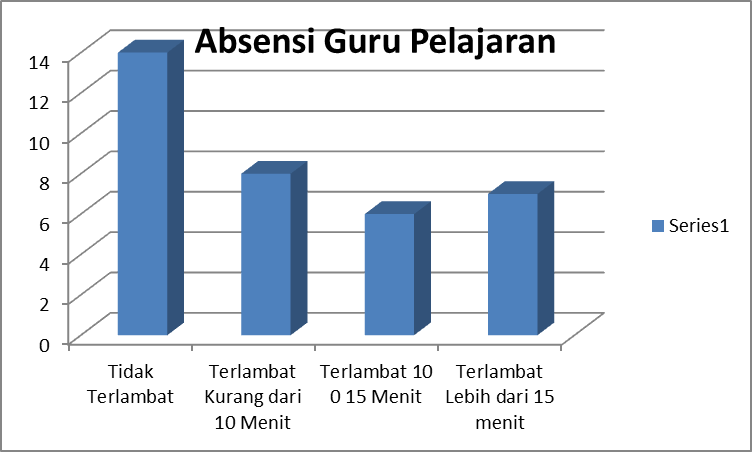 Absensi Guru Pelajaran
14
12
10
8
6
4
2
0
Tidak
Terlambat
Terlambat
Kurang dari
10 Menit
Terlambat 10
0 15 Menit
Terlambat
Lebih dari 15
menit
Series1